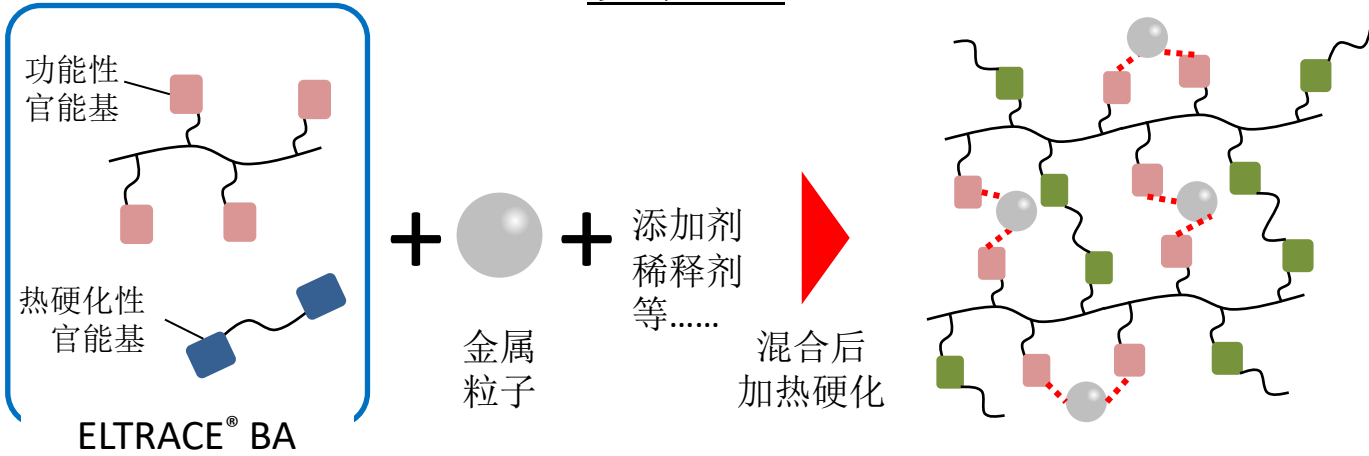 功能性
官能基
热硬化性
官能基
ELTRACE® BA
金属
粒子
添加剂
稀释剂
等……
混合后
加热硬化